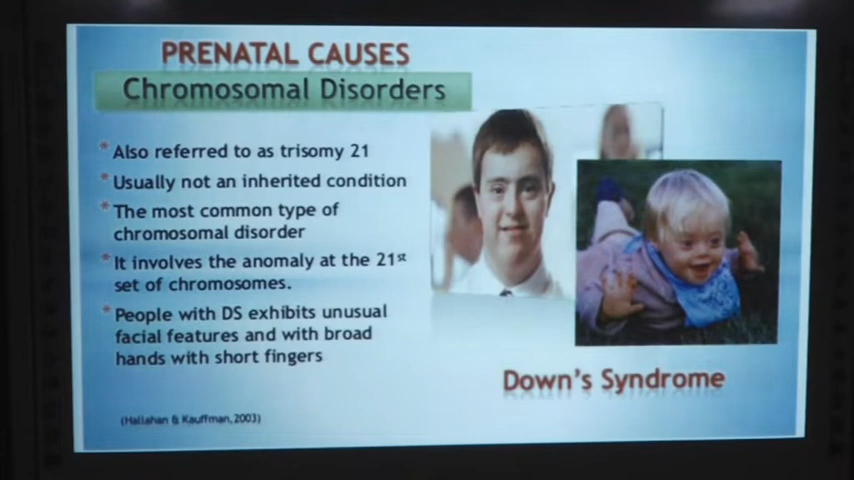 PRENATAL CAUSES
Chromosomal Disorders
* Also referred to as trisomy 21
* Usually not an inherited condition
* The most common type of
chromosomal disorder
* It involves the anomaly at the 21st
set of chromosomes.
* People with DS exhibits unusual
facial features and with broad
hands with short fingers
Down's Syndrome
(Hallahan & Kauffman,2003)